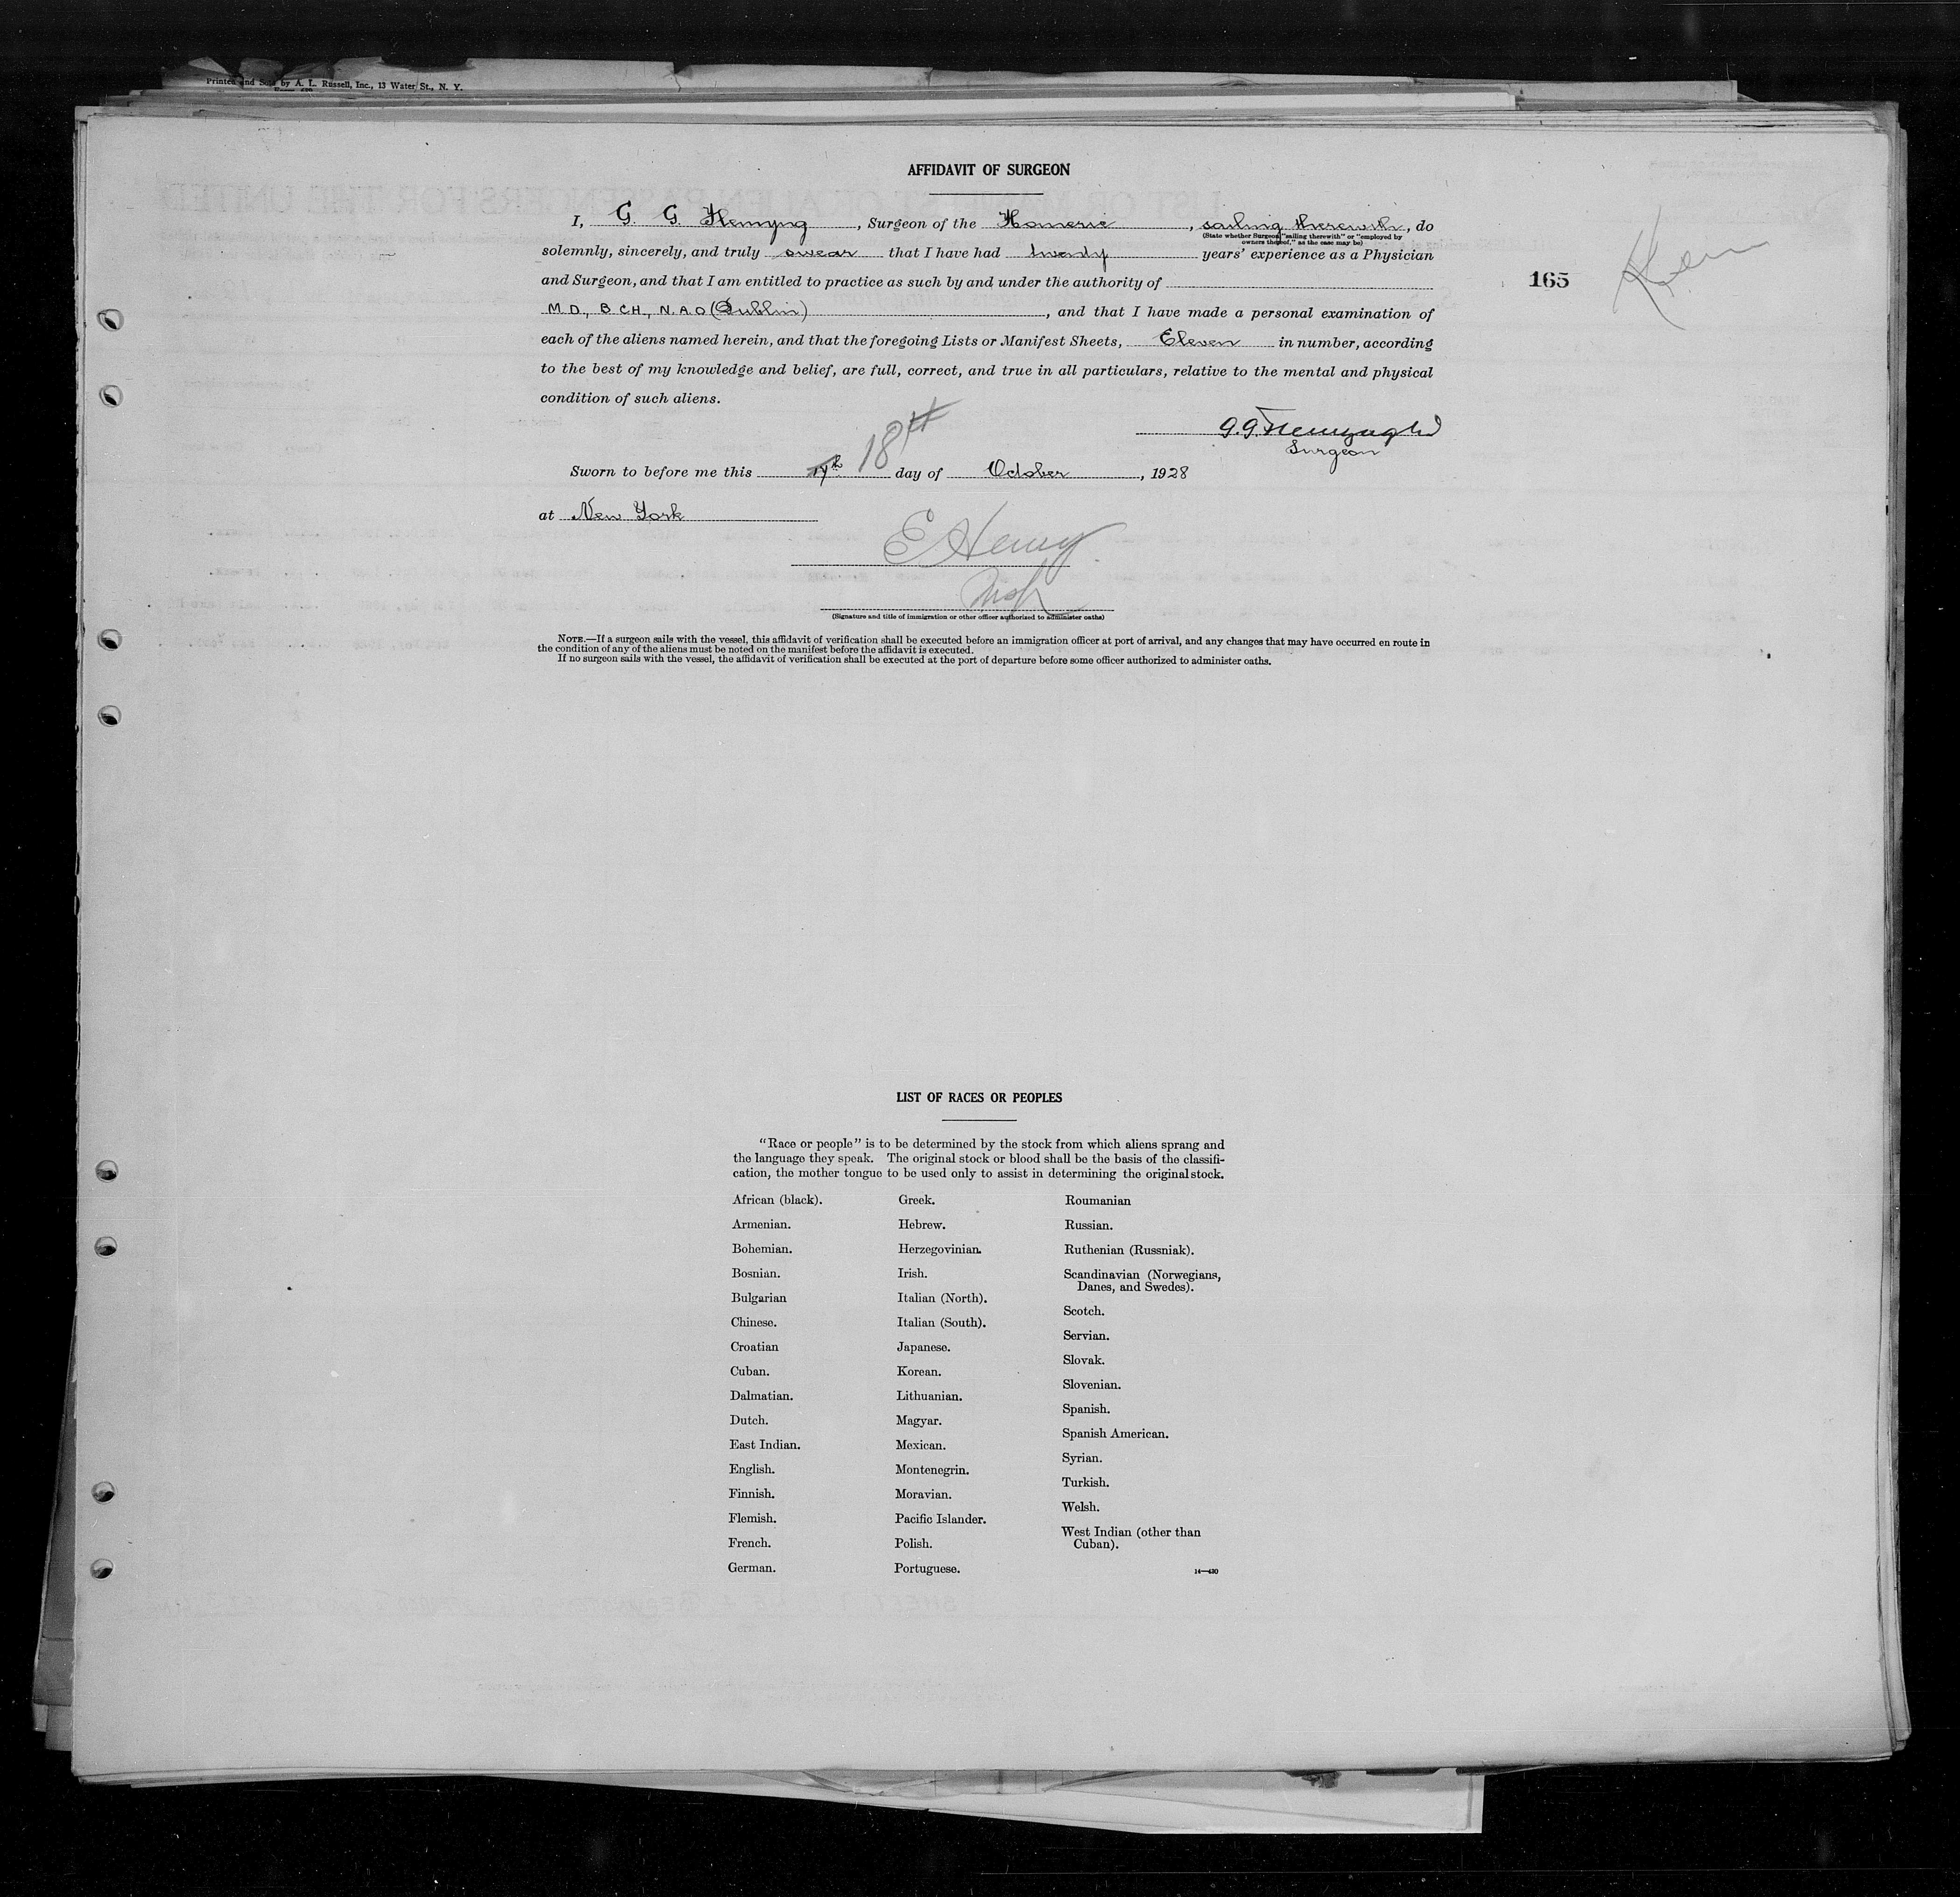 Printed and Sold by A. L. Russell, Inc., 13 Water St., N. Y.
AFFIDAVIT OF SURGEON
I, G. G. Flemyng, Surgeon of the Homeric, sailing therewith, do
(State whether Surgeon "sailing therewith" or "employed by
owners thereof," as the case may be)
solemnly, sincerely, and truly swear that I have had twenty years' experience as a Physician
165
and Surgeon, and that I am entitled to practice as such by and under the authority of
M.D., B.CH., N.A.O (Dublin), and that I have made a personal examination of
each of the aliens named herein, and that the foregoing Lists or Manifest Sheets, Eleven in number, according
to the best of my knowledge and belief, are full, correct, and true in all particulars, relative to the mental and physical
condition of such aliens.
G.G. Flemyng
Surgeon
Sworn to before me this 17th 18th day of October, 1928
at New York
E Henry
(Signature and title of immigration or other officer authorized to administer oaths)
NOTE.—If a surgeon sails with the vessel, this affidavit of verification shall be executed before an immigration officer at port of arrival, and any changes that may have occurred en route in
the condition of any of the aliens must be noted on the manifest before the affidavit is executed.
If no surgeon sails with the vessel, the affidavit of verification shall be executed at the port of departure before some officer authorized to administer oaths.
LIST OF RACES OR PEOPLES
"Race or people" is to be determined by the stock from which aliens sprang and
the language they speak. The original stock or blood shall be the basis of the classifi-
cation, the mother tongue to be used only to assist in determining the original stock.
African (black).
Armenian.
Bohemian.
Bosnian.
Bulgarian
Chinese.
Croatian
Cuban.
Dalmatian.
Dutch.
East Indian.
English.
Finnish.
Flemish.
French.
German.
Greek.
Hebrew.
Herzegovinian.
Irish.
Italian (North).
Italian (South).
Japanese.
Korean.
Lithuanian.
Magyar.
Mexican.
Montenegrin.
Moravian.
Pacific Islander.
Polish.
Portuguese.
Roumanian
Russian.
Ruthenian (Russniak).
Scandinavian (Norwegians,
Danes, and Swedes).
Scotch.
Servian.
Slovak.
Slovenian.
Spanish.
Spanish American.
Syrian.
Turkish.
Welsh.
West Indian (other than
Cuban).
14—430